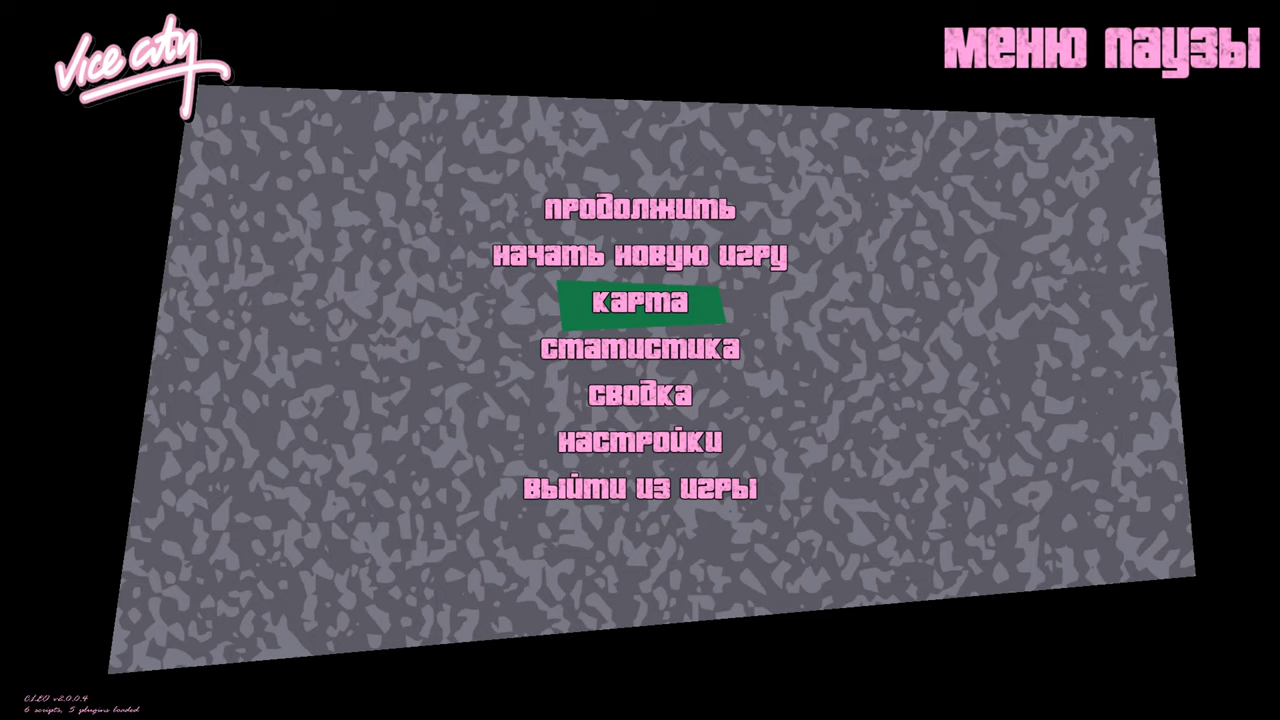 vice city
меню паузы
продолжить
начать новую игру
карта
статистика
сводка
настройки
выйти из игры
CLEO v2.0.0.4
6 scripts, 5 plugins loaded